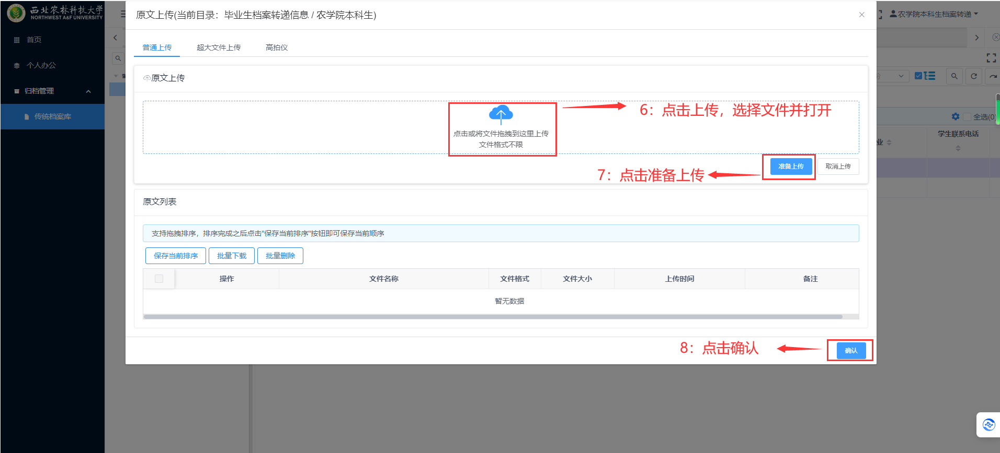 西北农林科技大学
NORTHWEST A&F UNIVERSITY
首页
个人办公
归档管理
传统档案库
原文上传(当前目录：毕业生档案转递信息 / 农学院本科生)
农学院本科生档案转递
普通上传
超大文件上传
高拍仪
原文上传
点击或将文件拖拽到这里上传
文件格式不限
6：点击上传，选择文件并打开
准备上传
取消上传
7：点击准备上传
全选(0)
业
学生联系电话
原文列表
支持拖拽排序，排序完成之后点击"保存当前排序"按钮即可保存当前顺序
保存当前排序
批量下载
批量删除
操作
文件名称
文件格式
文件大小
上传时间
备注
暂无数据
8：点击确认
确认